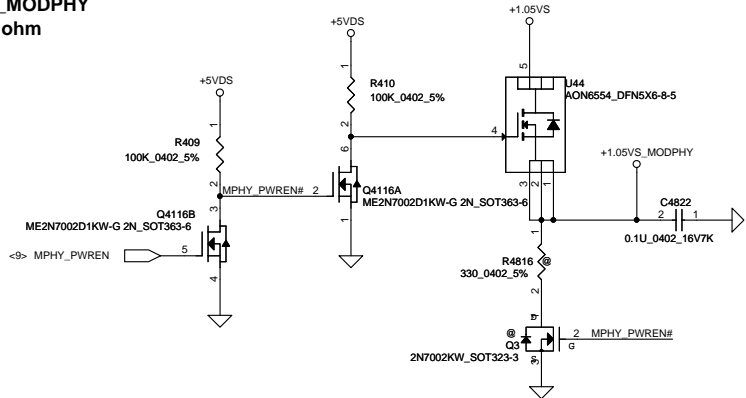 _MODPHY
ohm
+5VDS
+1.05VS
5
U44
AON6554_DFN5X6-8-5
1
R410
100K_0402_5%
2
+5VDS
1
R409
100K_0402_5%
2
4
+1.05VS_MODPHY
3
2
1
6
MPHY_PWREN# 2
Q4116A
ME2N7002D1KW-G 2N_SOT363-6
1
3
Q4116B
ME2N7002D1KW-G 2N_SOT363-6
<9> MPHY_PWREN
5
4
C4822
2
1
0.1U_0402_16V7K
1
R4816 @
330_0402_5%
2
D
@
Q3
2N7002KW_SOT323-3
2 MPHY_PWREN#
G
S
3